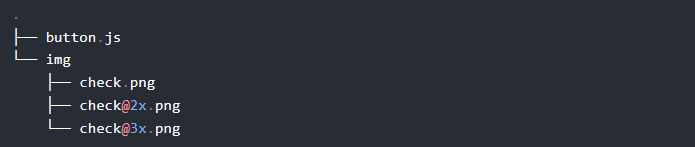 .
├── button.js
└── img
    ├── check.png
    ├── check@2x.png
    └── check@3x.png